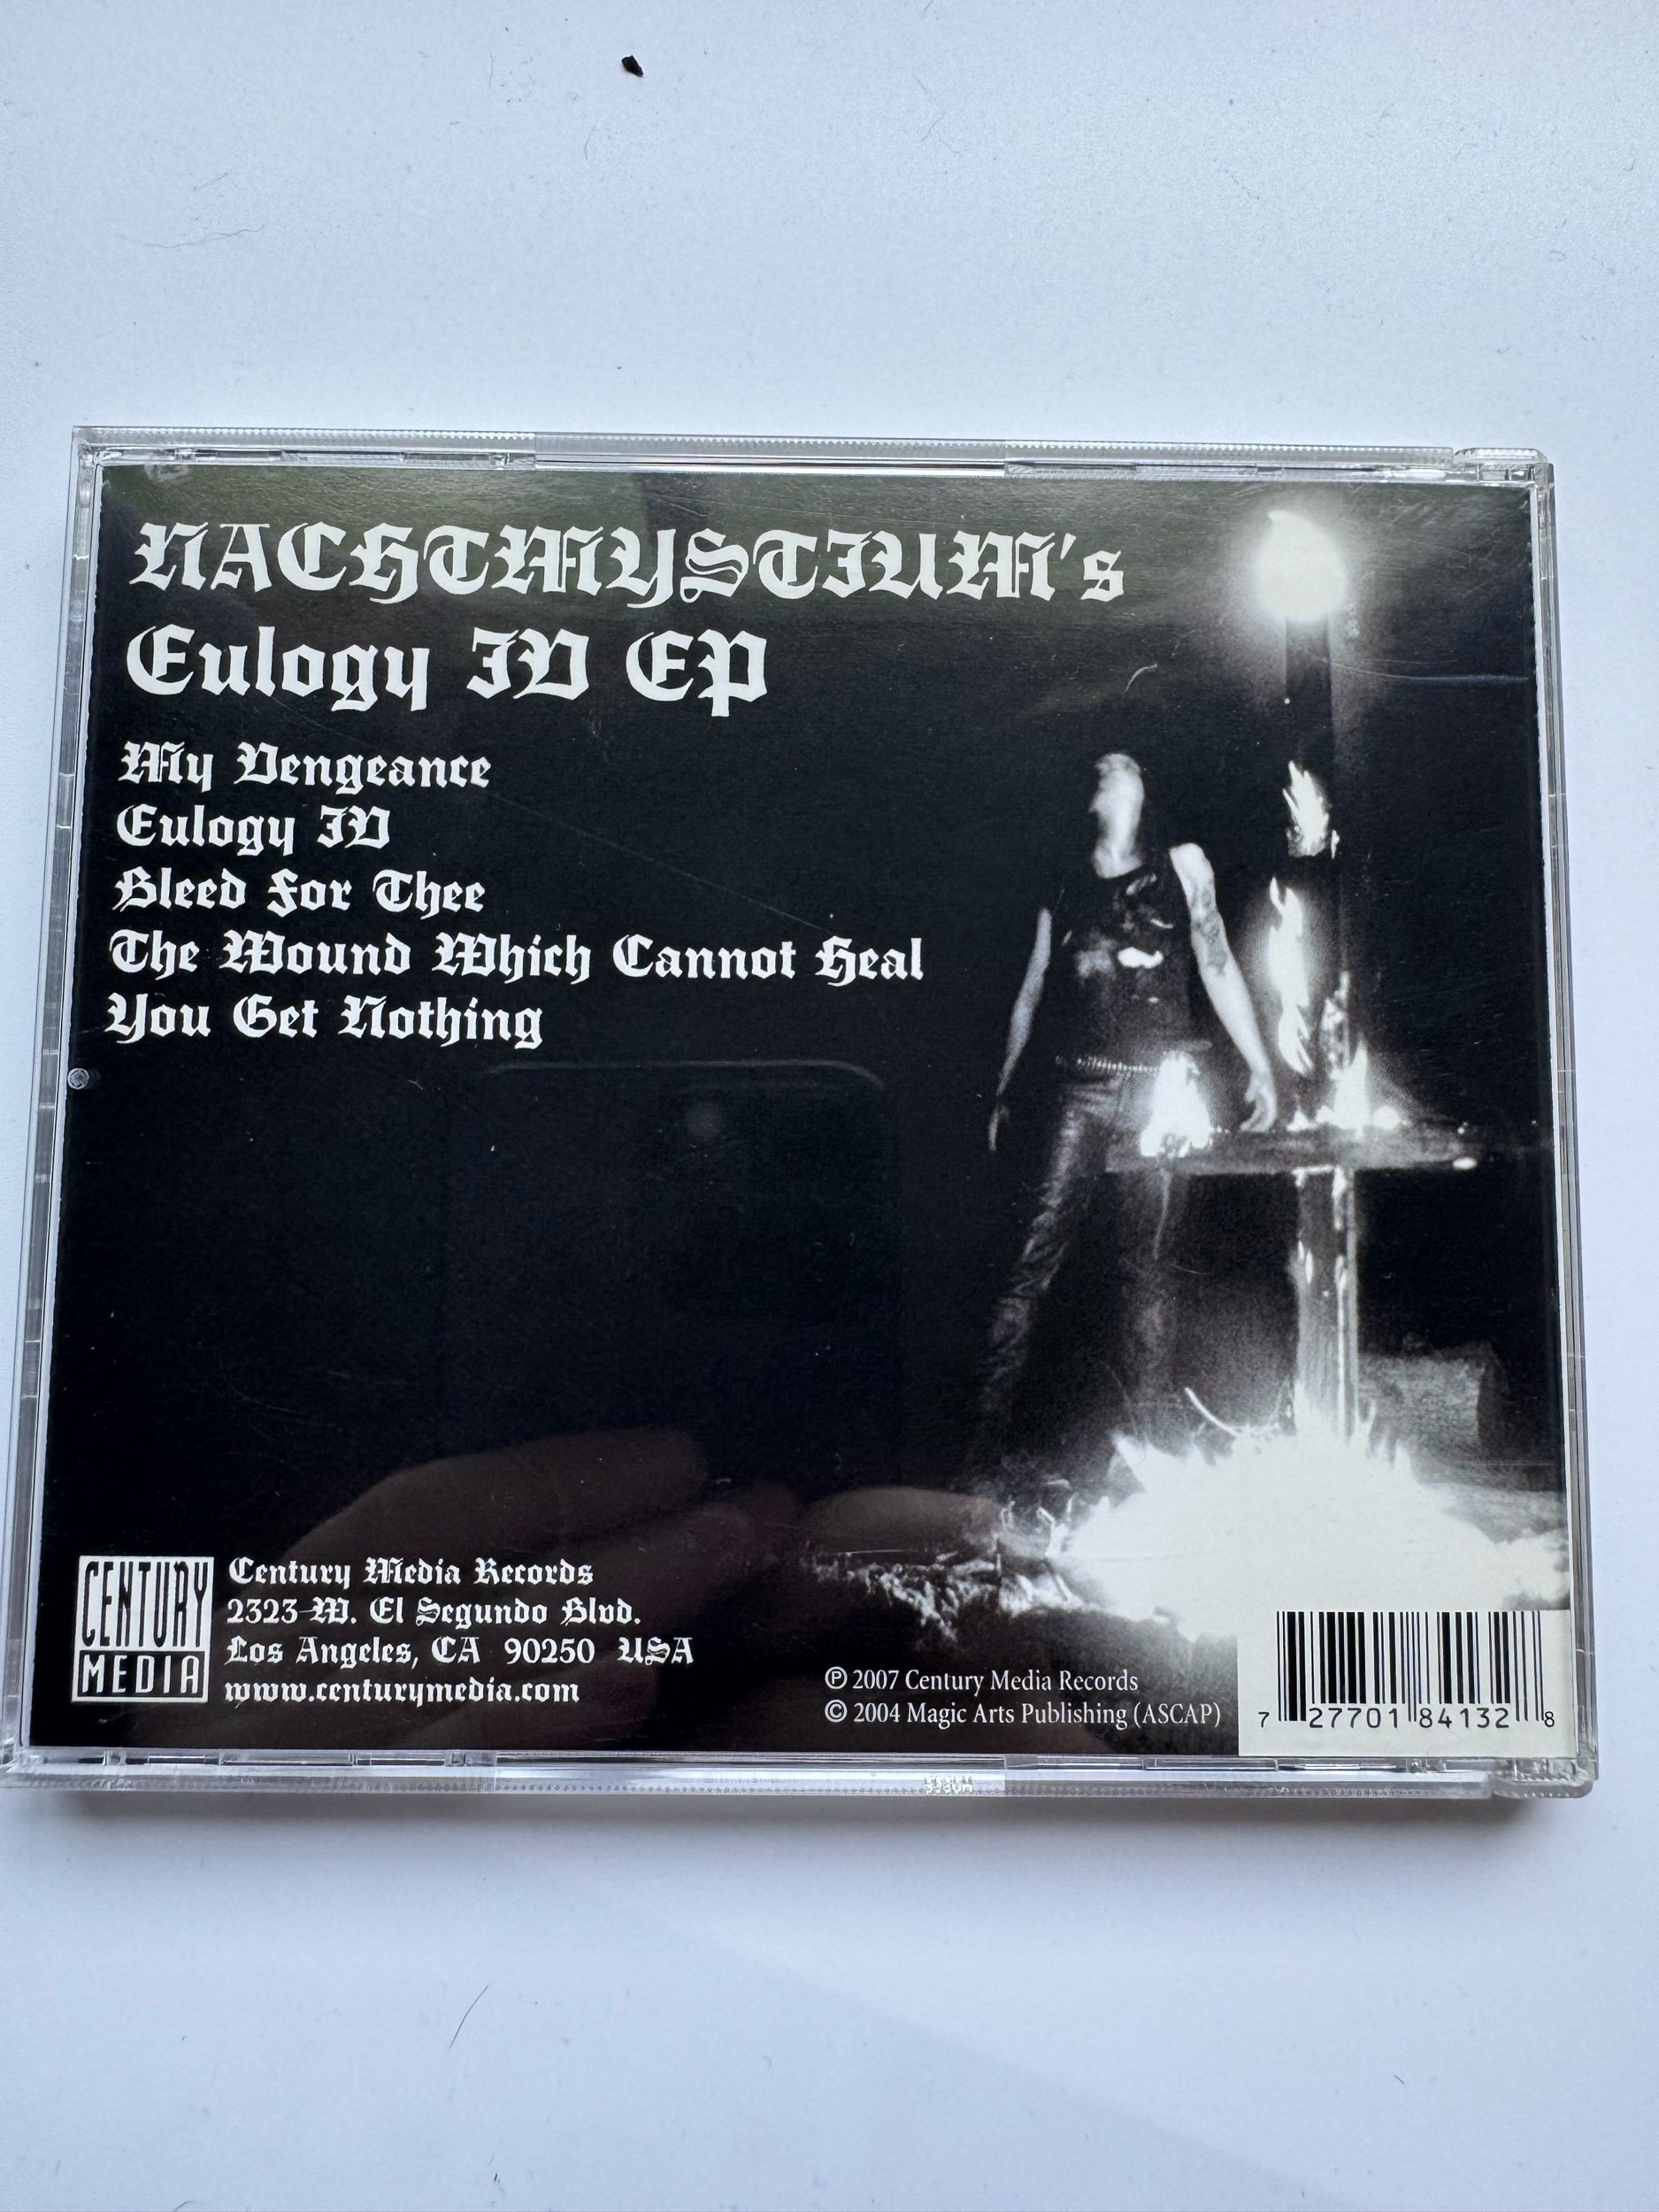 NACHTMYSTIUM's
Eulogy IV EP
My Vengeance
Eulogy IV
Bleed For Thee
The Wound Which Cannot Heal
You Get Nothing
CENTURY
MEDIA
Century Media Records
2323 W. El Segundo Blvd.
Los Angeles, CA 90250 USA
www.centurymedia.com
℗ 2007 Century Media Records
© 2004 Magic Arts Publishing (ASCAP)
7 27701 84132 8